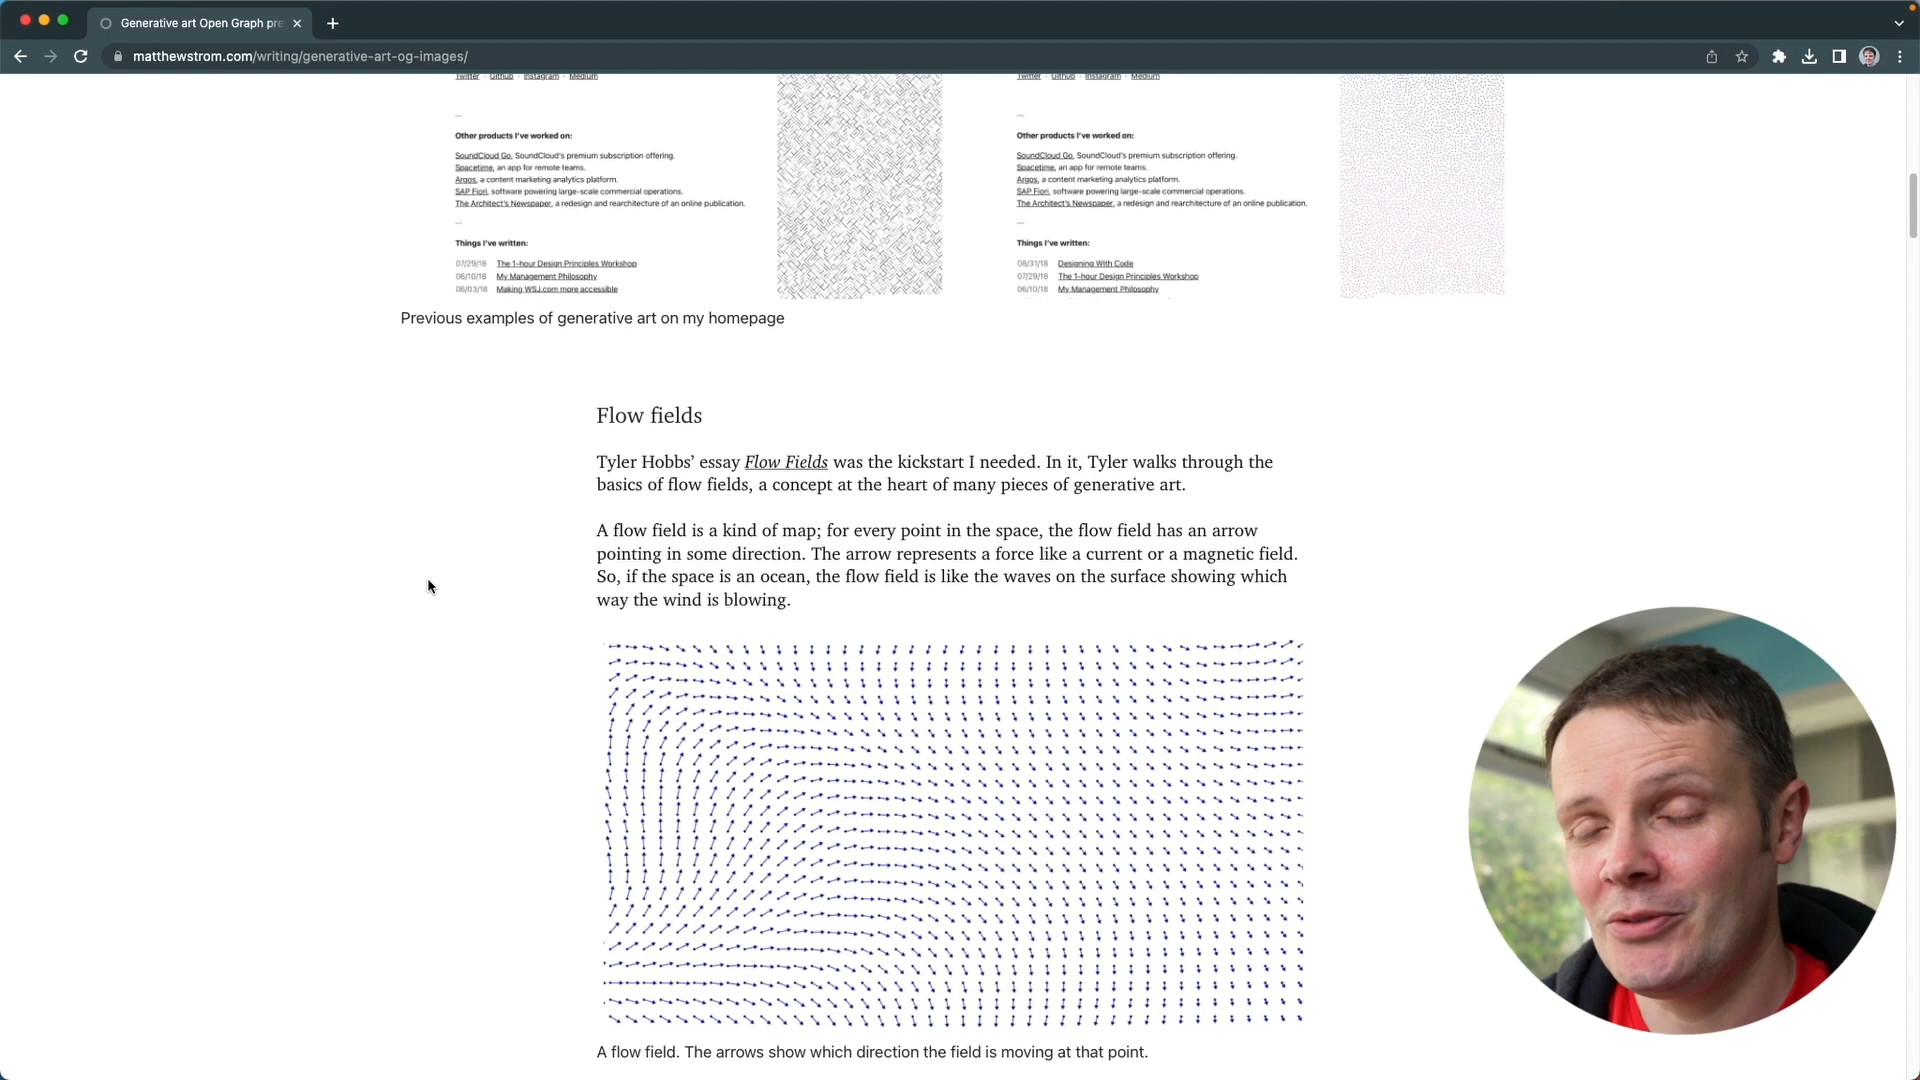 Generative art Open Graph pre
matthewstrom.com/writing/generative-art-og-images/
Twitter · Github · Instagram · Medium
Other products I've worked on:
SoundCloud Go, SoundCloud's premium subscription offering.
Spacetime, an app for remote teams.
Argos, a content marketing analytics platform.
SAP Fiori, software powering large-scale commercial operations.
The Architect's Newspaper, a redesign and rearchitecture of an online publication.
Things I've written:
07/29/18 The 1-hour Design Principles Workshop
06/10/18 My Management Philosophy
06/03/18 Making WSJ.com more accessible
Twitter · Github · Instagram · Medium
Other products I've worked on:
SoundCloud Go, SoundCloud's premium subscription offering.
Spacetime, an app for remote teams.
Argos, a content marketing analytics platform.
SAP Fiori, software powering large-scale commercial operations.
The Architect's Newspaper, a redesign and rearchitecture of an online publication.
Things I've written:
08/31/18 Designing With Code
07/29/18 The 1-hour Design Principles Workshop
06/10/18 My Management Philosophy
Previous examples of generative art on my homepage
Flow fields
Tyler Hobbs’ essay Flow Fields was the kickstart I needed. In it, Tyler walks through the
basics of flow fields, a concept at the heart of many pieces of generative art.
A flow field is a kind of map; for every point in the space, the flow field has an arrow
pointing in some direction. The arrow represents a force like a current or a magnetic field.
So, if the space is an ocean, the flow field is like the waves on the surface showing which
way the wind is blowing.
A flow field. The arrows show which direction the field is moving at that point.